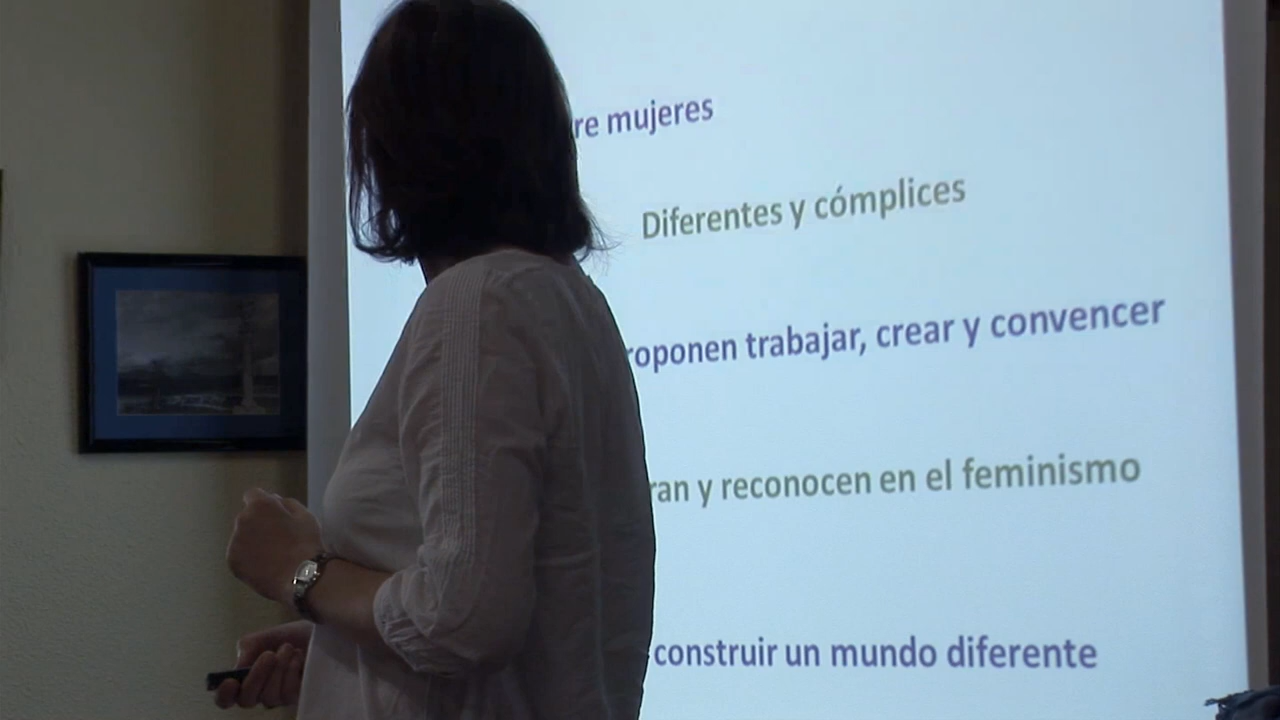 re mujeres
Diferentes y cómplices
roponen trabajar, crear y convencer
ran y reconocen en el feminismo
construir un mundo diferente